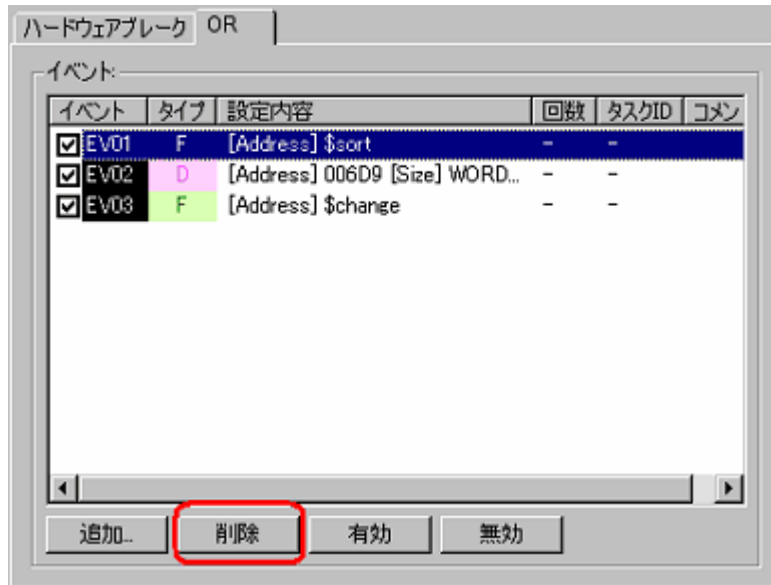 ハードウェアブレーク OR
イベント:
イベント タイプ 設定内容 回数 タスクID コメン
EV01 F [Address] $sort - -
EV02 D [Address] 006D9 [Size] WORD... - -
EV03 F [Address] $change - -
追加... 削除 有効 無効